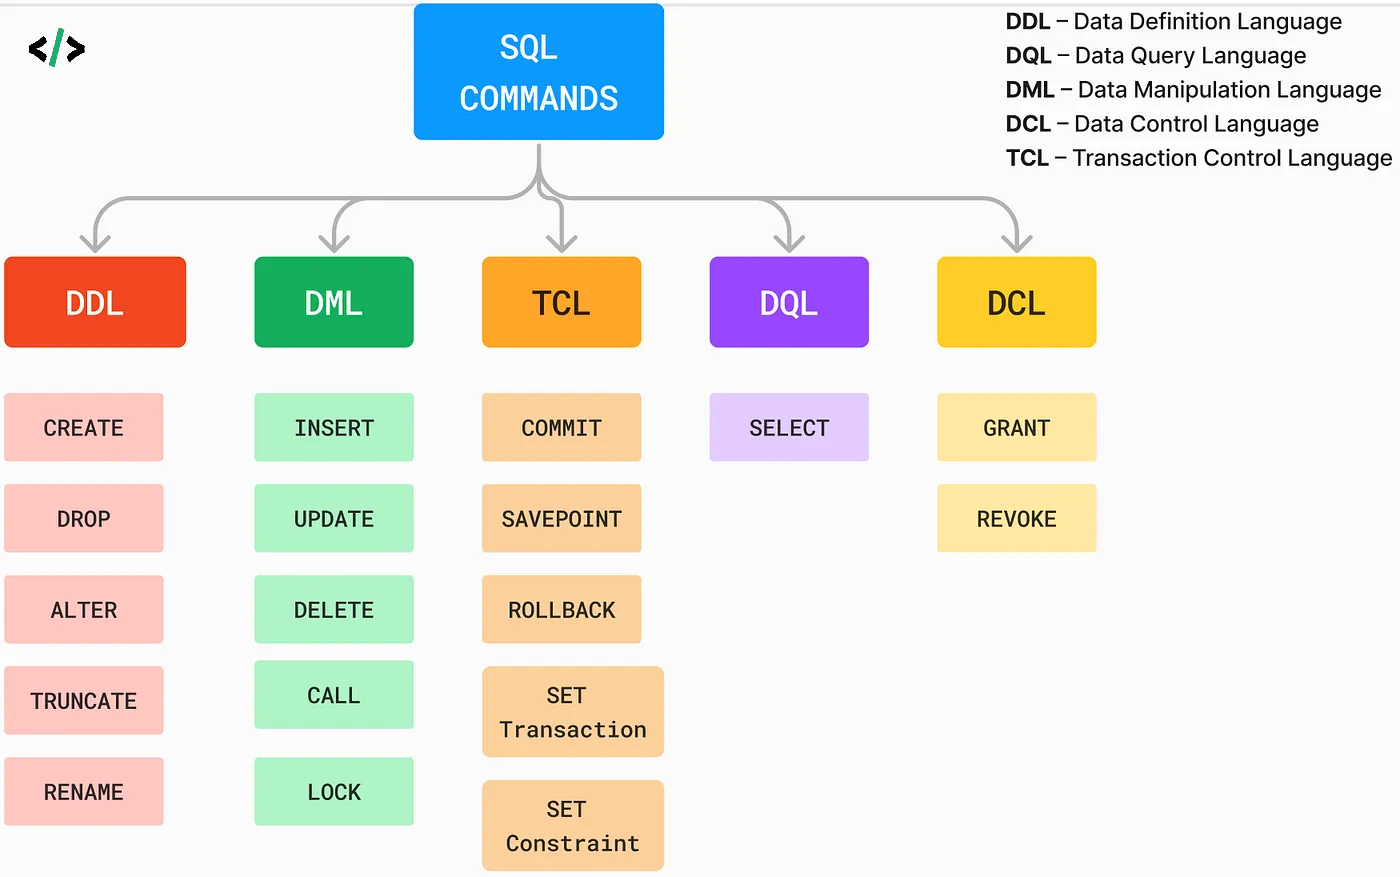 </>
SQL
COMMANDS
DDL – Data Definition Language
DQL – Data Query Language
DML – Data Manipulation Language
DCL – Data Control Language
TCL – Transaction Control Language
DDL
DML
TCL
DQL
DCL
CREATE
INSERT
COMMIT
SELECT
GRANT
DROP
UPDATE
SAVEPOINT
REVOKE
ALTER
DELETE
ROLLBACK
TRUNCATE
CALL
SET
Transaction
RENAME
LOCK
SET
Constraint